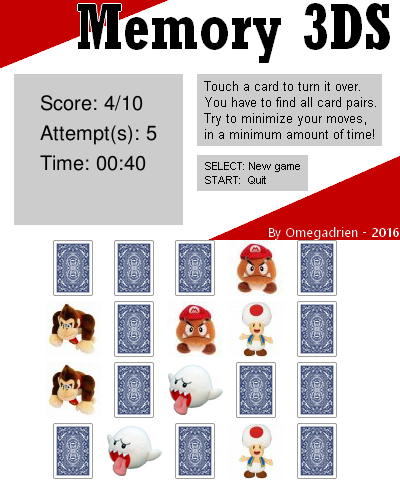 Memory 3DS
Score: 4/10
Attempt(s): 5
Time: 00:40
Touch a card to turn it over.
You have to find all card pairs.
Try to minimize your moves,
in a minimum amount of time!
SELECT: New game
START: Quit
By Omegadrien - 2016